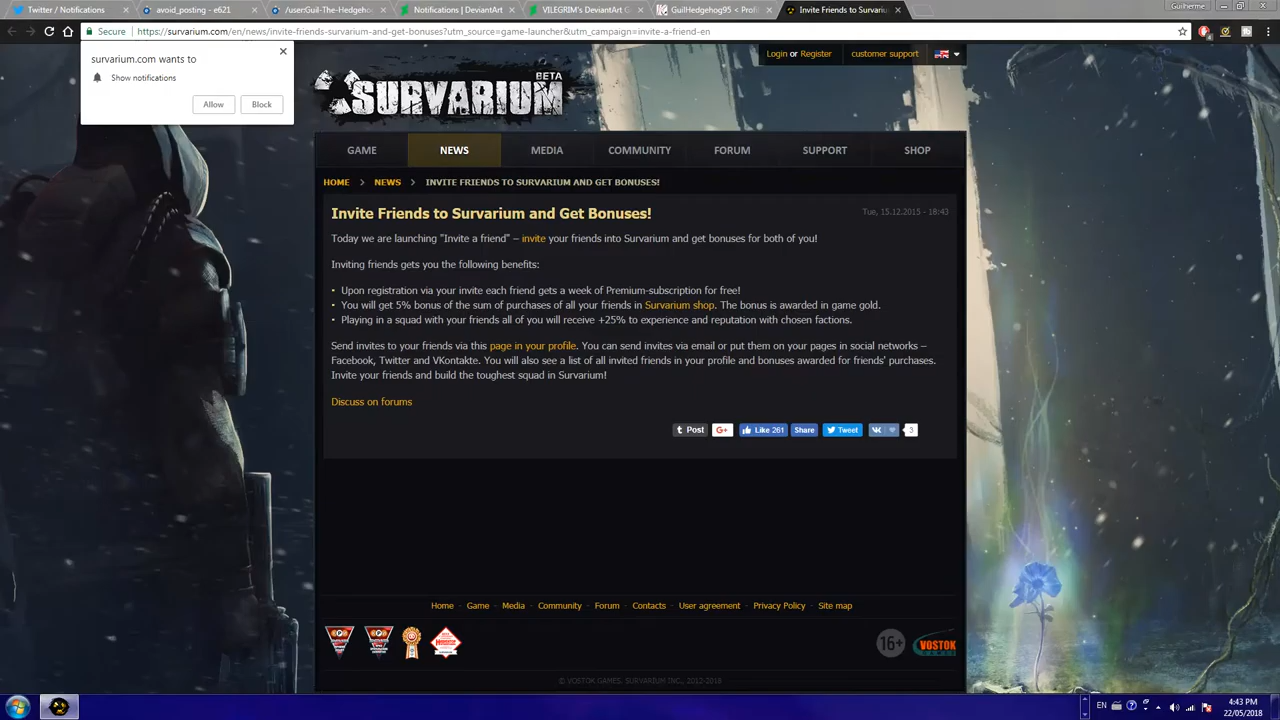 Twitter / Notifications
avoid_posting - e621
/user/Guil-The-Hedgehog
Notifications | DeviantArt
VILEGRIM's DeviantArt G
GuilHedgehog95 < Prof
Invite Friends to Survariu
Guilherme
Secure
https://survarium.com/en/news/invite-friends-survarium-and-get-bonuses?utm_source=game-launcher&utm_campaign=invite-a-friend-en
survarium.com wants to
Show notifications
Allow
Block
Login or Register
customer support
BETA
SURVARIUM
GAME
NEWS
MEDIA
COMMUNITY
FORUM
SUPPORT
SHOP
HOME > NEWS > INVITE FRIENDS TO SURVARIUM AND GET BONUSES!
Invite Friends to Survarium and Get Bonuses!
Tue, 15.12.2015 - 18:43
Today we are launching "Invite a friend" – invite your friends into Survarium and get bonuses for both of you!
Inviting friends gets you the following benefits:
Upon registration via your invite each friend gets a week of Premium-subscription for free!
You will get 5% bonus of the sum of purchases of all your friends in Survarium shop. The bonus is awarded in game gold.
Playing in a squad with your friends all of you will receive +25% to experience and reputation with chosen factions.
Send invites to your friends via this page in your profile. You can send invites via email or put them on your pages in social networks –
Facebook, Twitter and VKontakte. You will also see a list of all invited friends in your profile and bonuses awarded for friends' purchases.
Invite your friends and build the toughest squad in Survarium!
Discuss on forums
t Post
G+
Like 261
Share
Tweet
3
Home - Game - Media - Community - Forum - Contacts - User agreement - Privacy Policy - Site map
16+
VOSTOK
GAMES
© VOSTOK GAMES. SURVARIUM INC., 2012-2018
EN
4:43 PM
22/05/2018